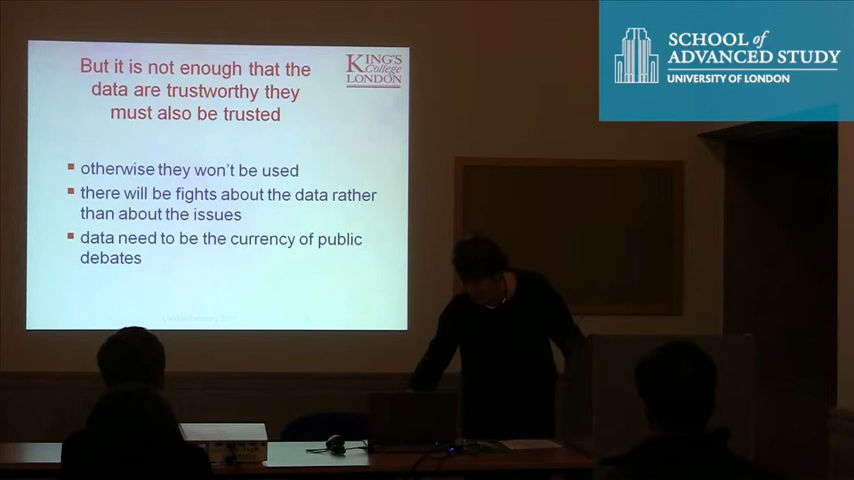 SCHOOL of
ADVANCED STUDY
UNIVERSITY OF LONDON
But it is not enough that the
data are trustworthy they
must also be trusted
KING'S
College
LONDON
otherwise they won't be used
there will be fights about the data rather
than about the issues
data need to be the currency of public
debates